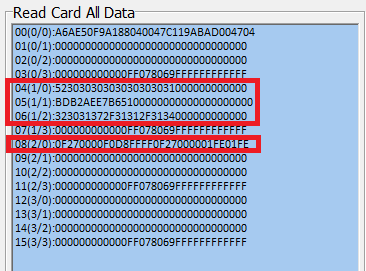 Read Card All Data
00(0/0):A6AE50F9A188040047C119ABAD004704
01(0/1):00000000000000000000000000000000
02(0/2):00000000000000000000000000000000
03(0/3):000000000000FF078069FFFFFFFFFFFF
04(1/0):52303030303030303031000000000000
05(1/1):BDB2AEE7B65100000000000000000000
06(1/2):323031372F31312F3134000000000000
07(1/3):000000000000FF078069FFFFFFFFFFFF
08(2/0):0F270000F0D8FFFF0F27000001FE01FE
09(2/1):00000000000000000000000000000000
10(2/2):00000000000000000000000000000000
11(2/3):000000000000FF078069FFFFFFFFFFFF
12(3/0):00000000000000000000000000000000
13(3/1):00000000000000000000000000000000
14(3/2):00000000000000000000000000000000
15(3/3):000000000000FF078069FFFFFFFFFFFF